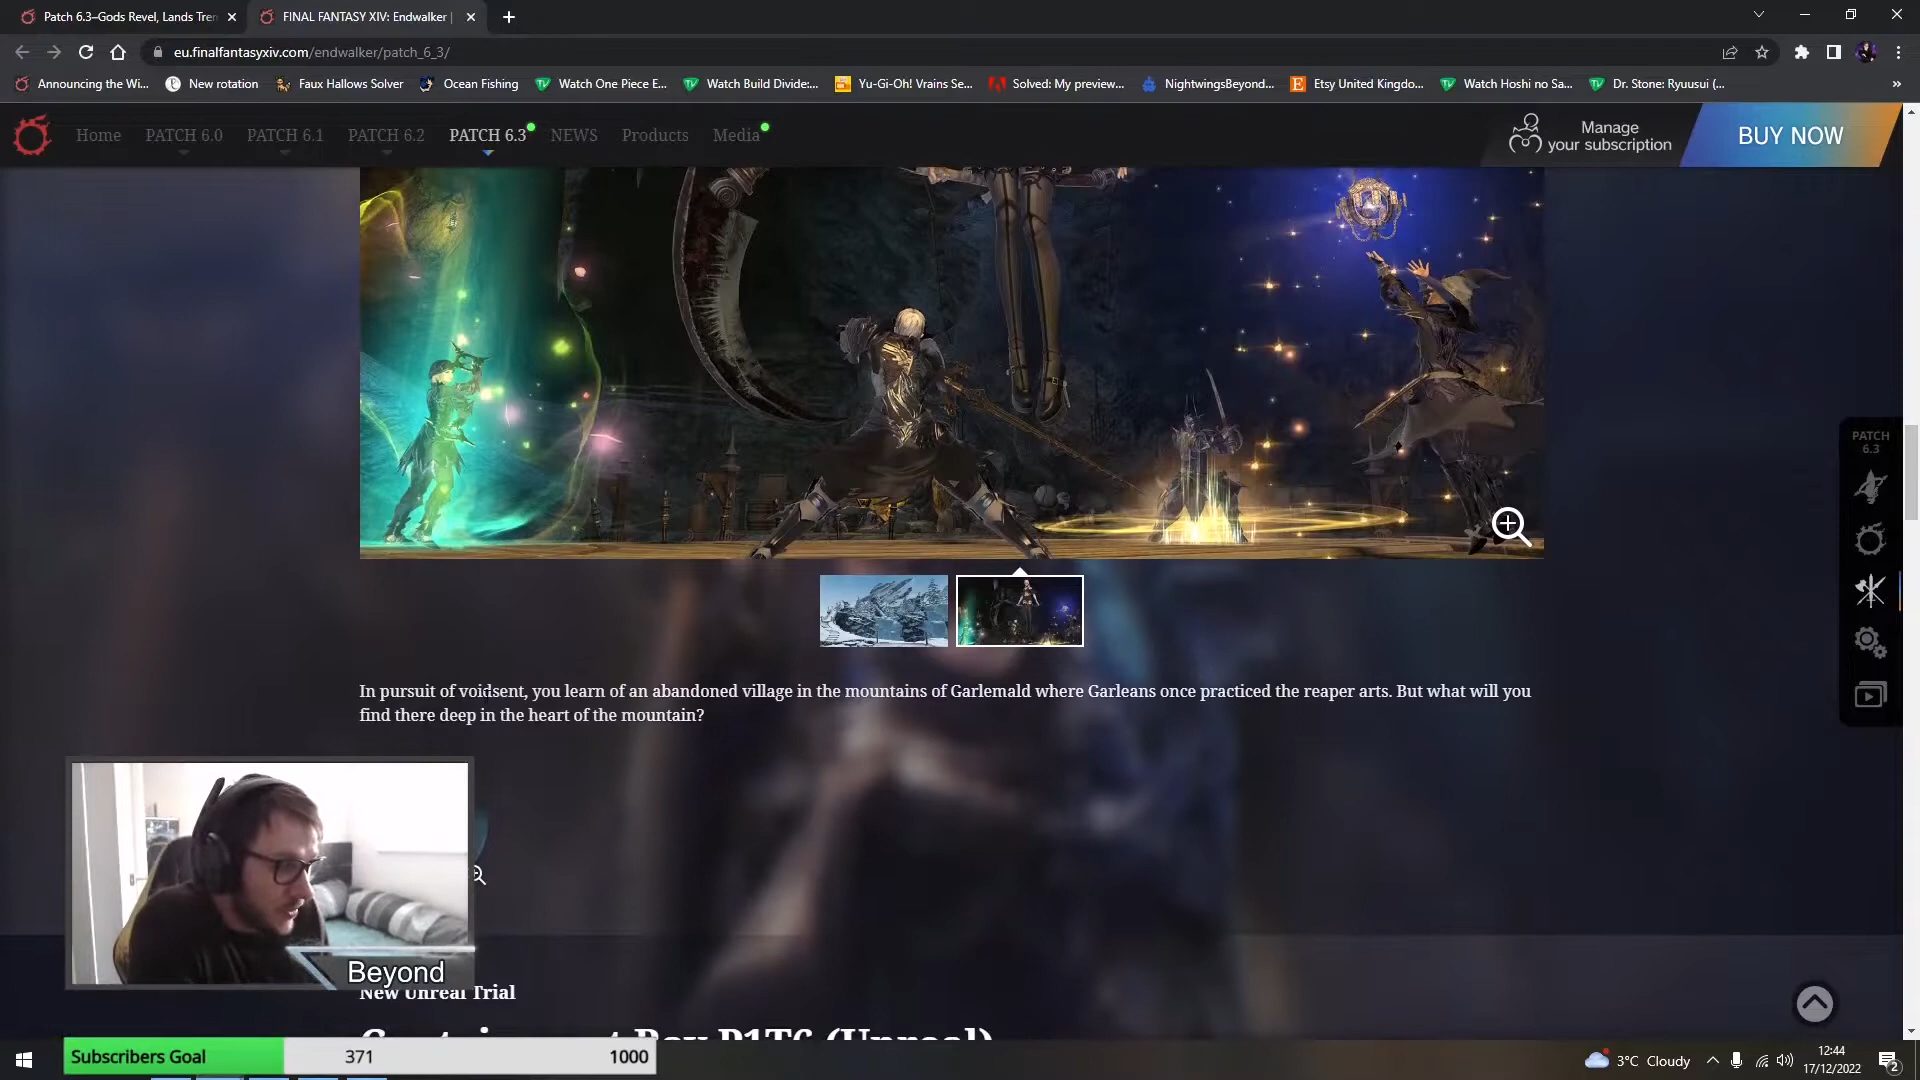 Patch 6.3–Gods Revel, Lands Tre
FINAL FANTASY XIV: Endwalker |
eu.finalfantasyxiv.com/endwalker/patch_6_3/
Announcing the Wi...
New rotation
Faux Hallows Solver
Ocean Fishing
Watch One Piece E...
Watch Build Divide:...
Yu-Gi-Oh! Vrains Se...
Solved: My preview...
NightwingsBeyond...
Etsy United Kingdo...
Watch Hoshi no Sa...
Dr. Stone: Ryuusui (...
»
Home
PATCH 6.0
PATCH 6.1
PATCH 6.2
PATCH 6.3
NEWS
Products
Media
Manage
your subscription
BUY NOW
PATCH
6.3
In pursuit of voidsent, you learn of an abandoned village in the mountains of Garlemald where Garleans once practiced the reaper arts. But what will you
find there deep in the heart of the mountain?
Beyond
New Unreal Trial
Containment Bay P1T6 (Unreal)
Subscribers Goal
371
1000
3°C Cloudy
12:44
17/12/2022
2